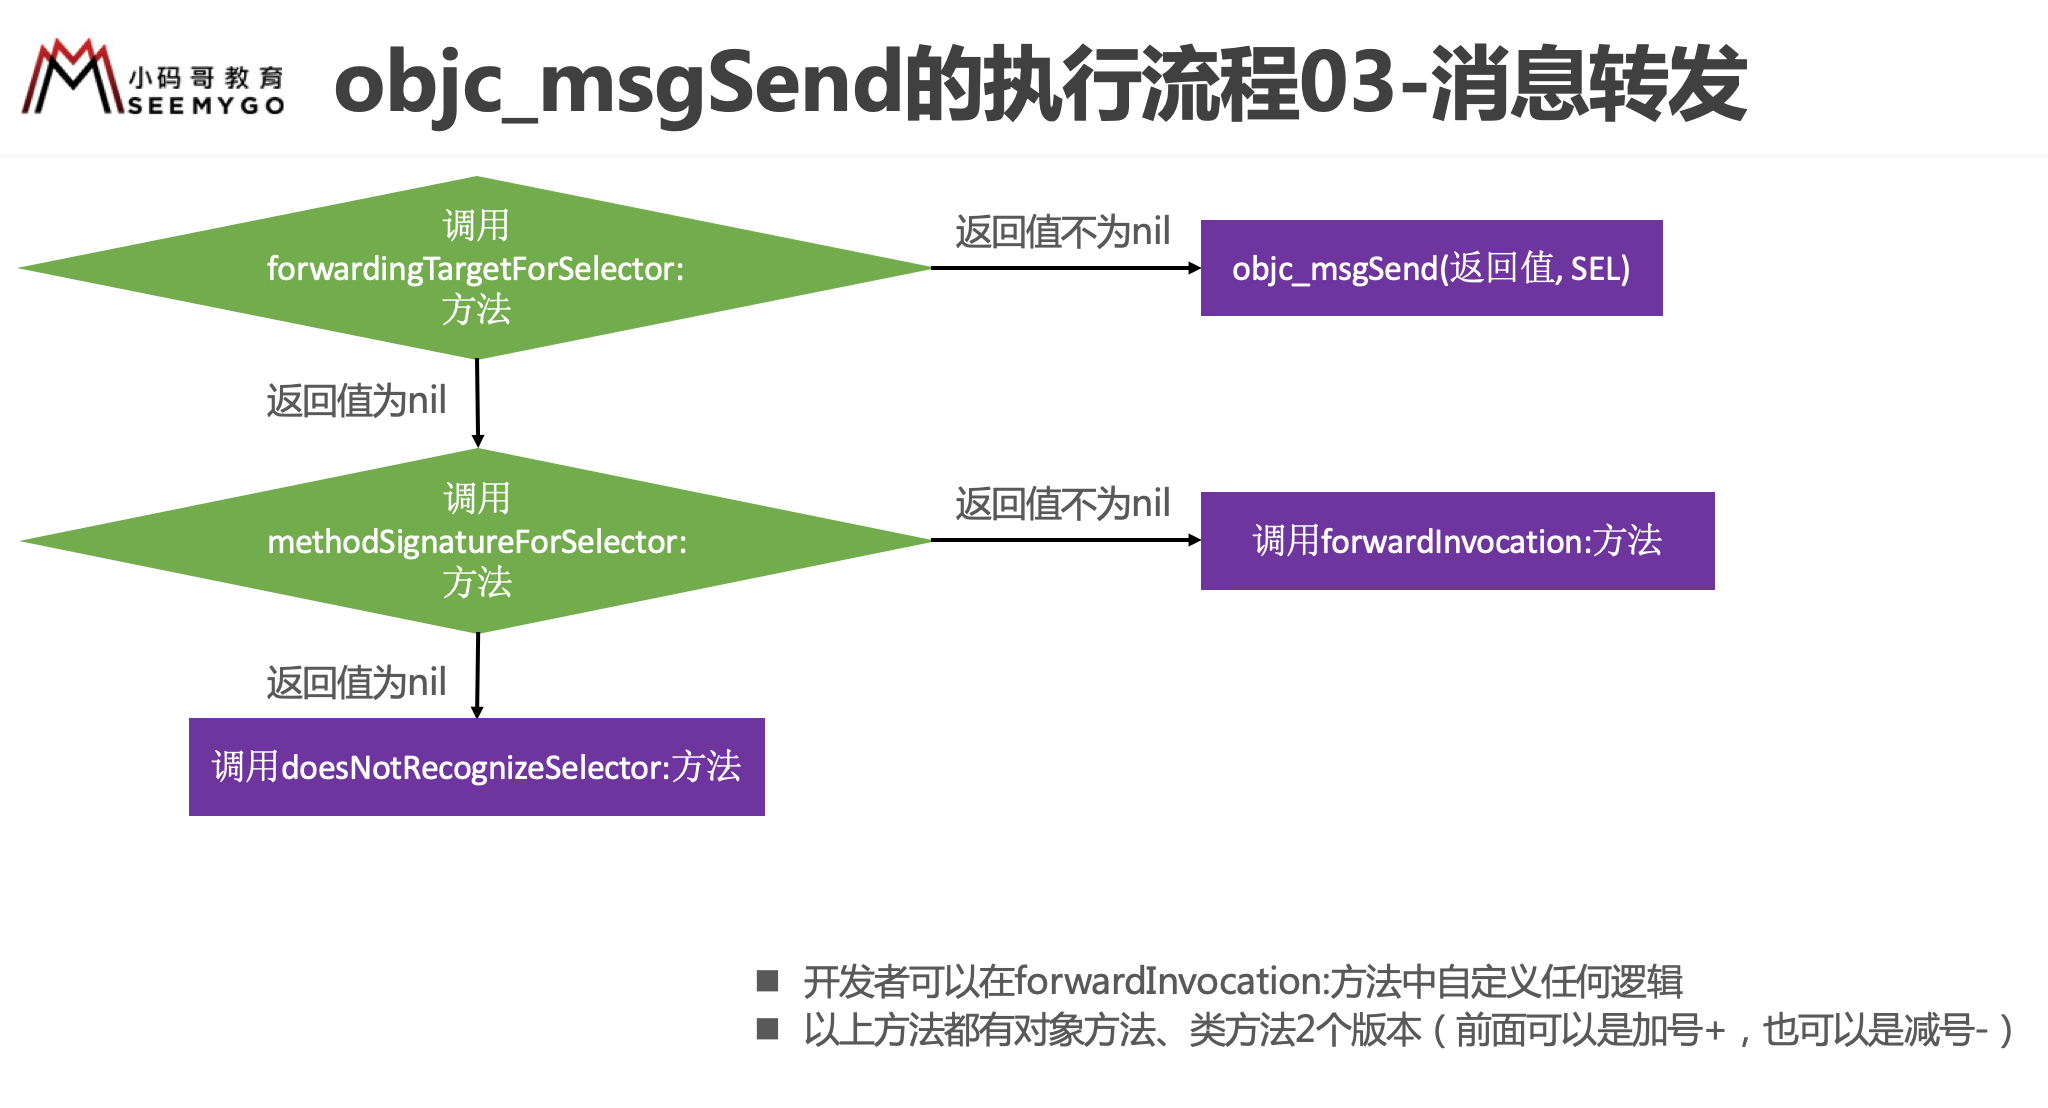 小码哥教育
SEEMYGO
objc_msgSend的执行流程03-消息转发
调用
forwardingTargetForSelector:
方法
返回值不为nil
objc_msgSend(返回值, SEL)
返回值为nil
调用
methodSignatureForSelector:
方法
返回值不为nil
调用forwardInvocation:方法
返回值为nil
调用doesNotRecognizeSelector:方法
■ 开发者可以在forwardInvocation:方法中自定义任何逻辑
■ 以上方法都有对象方法、类方法2个版本（前面可以是加号+，也可以是减号-）